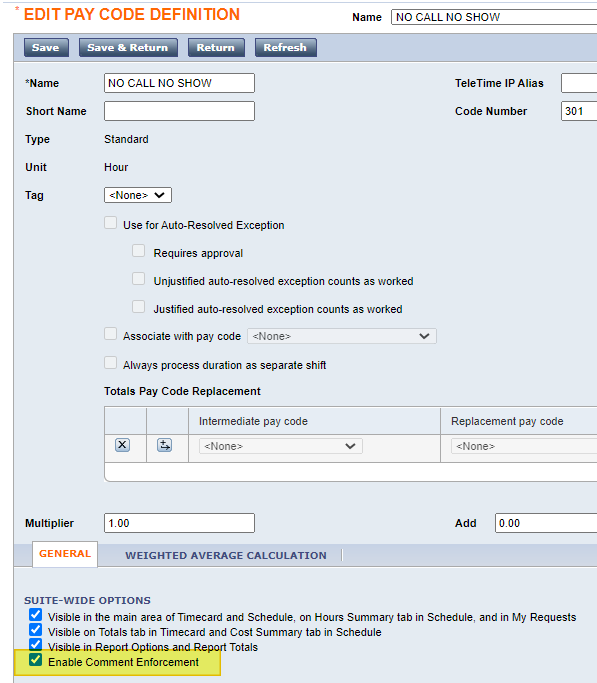 * EDIT PAY CODE DEFINITION Name NO CALL NO SHOW
Save Save & Return Return Refresh
*Name NO CALL NO SHOW TeleTime IP Alias
Short Name Code Number 301
Type Standard
Unit Hour
Tag <None>
Use for Auto-Resolved Exception
Requires approval
Unjustified auto-resolved exception counts as worked
Justified auto-resolved exception counts as worked
Associate with pay code <None>
Always process duration as separate shift
Totals Pay Code Replacement
Intermediate pay code Replacement pay code
<None> <None>
Multiplier 1.00 Add 0.00
GENERAL WEIGHTED AVERAGE CALCULATION
SUITE-WIDE OPTIONS
Visible in the main area of Timecard and Schedule, on Hours Summary tab in Schedule, and in My Requests
Visible on Totals tab in Timecard and Cost Summary tab in Schedule
Visible in Report Options and Report Totals
Enable Comment Enforcement